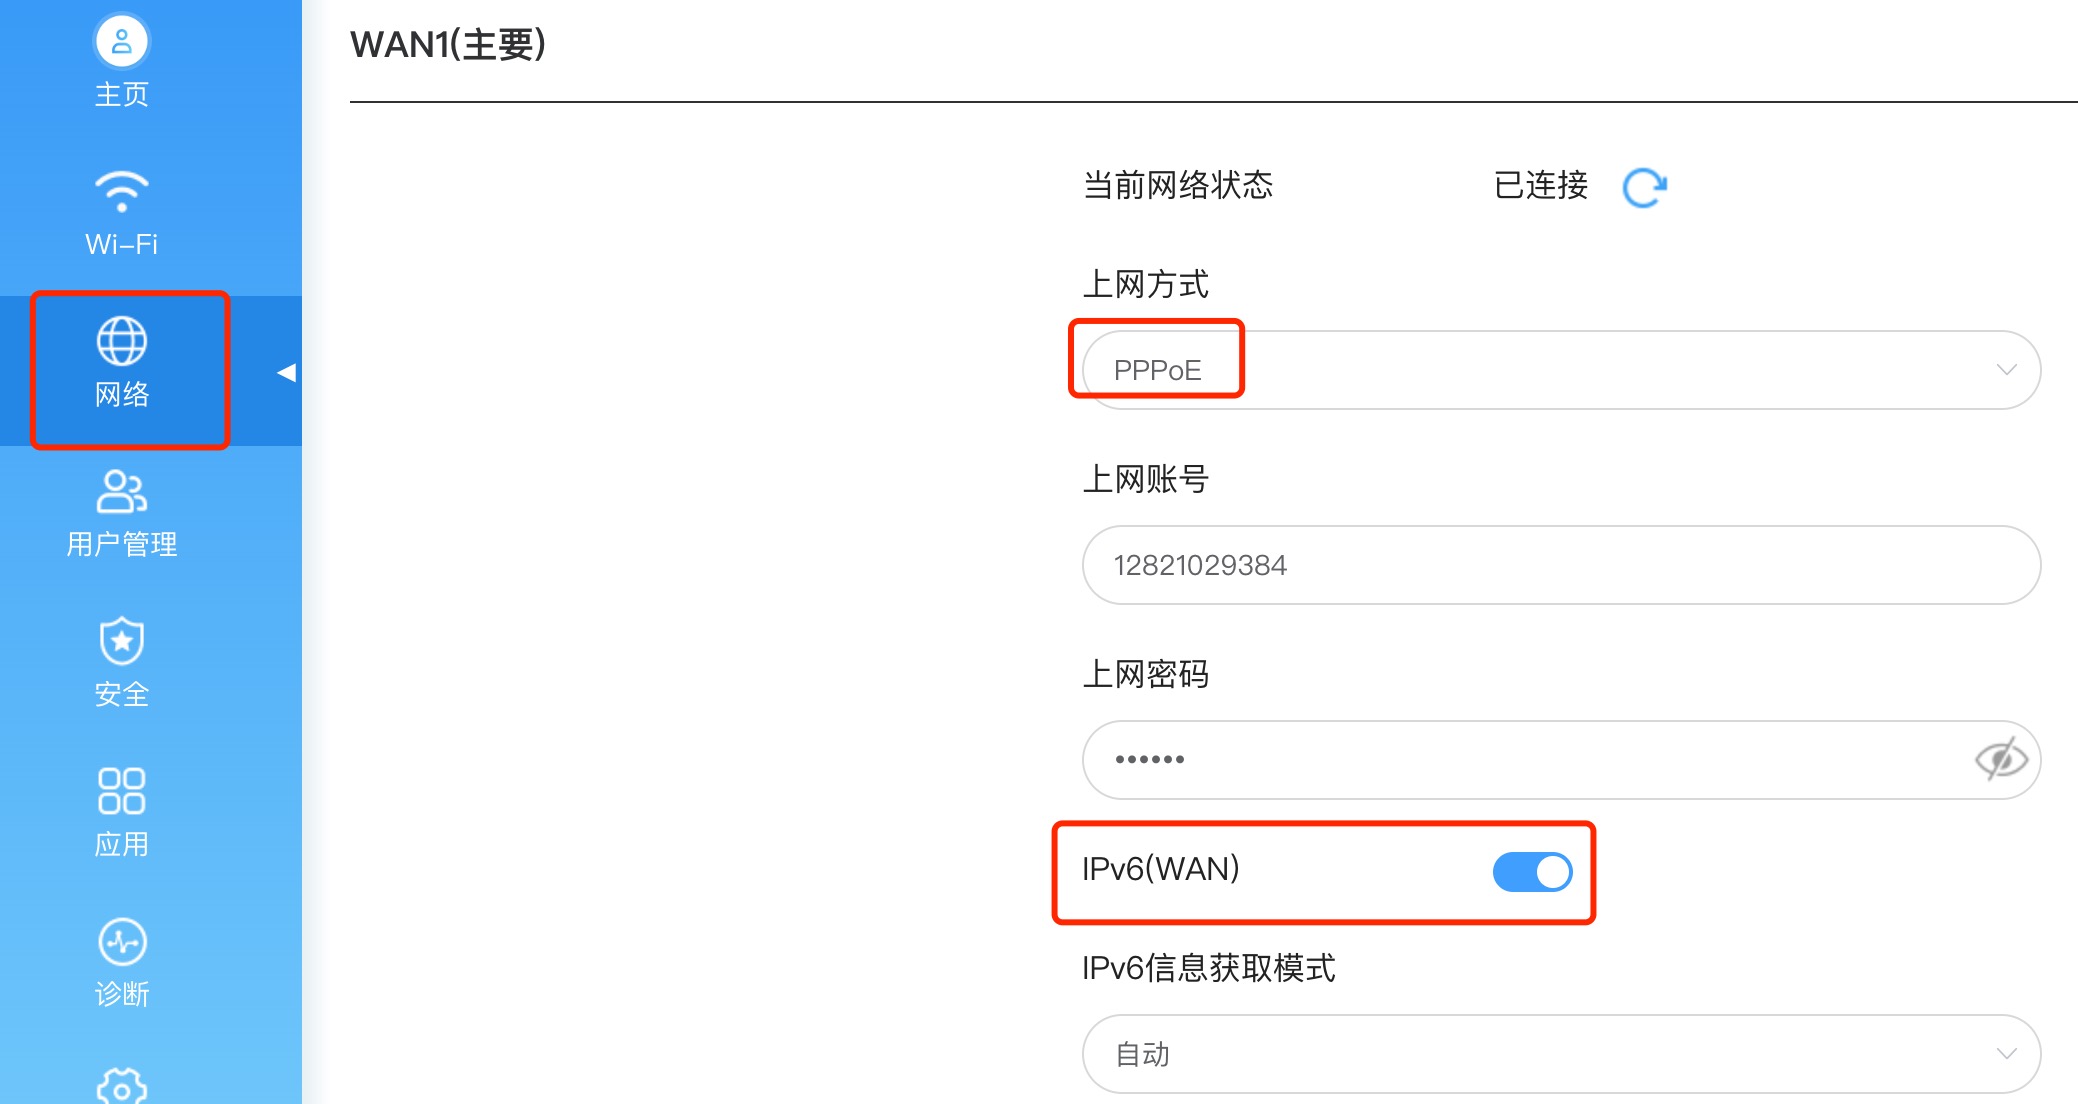 主页
Wi-Fi
网络
用户管理
安全
应用
诊断
WAN1(主要)
当前网络状态 已连接
上网方式
PPPoE
上网账号
12821029384
上网密码
••••••
IPv6(WAN)
IPv6信息获取模式
自动